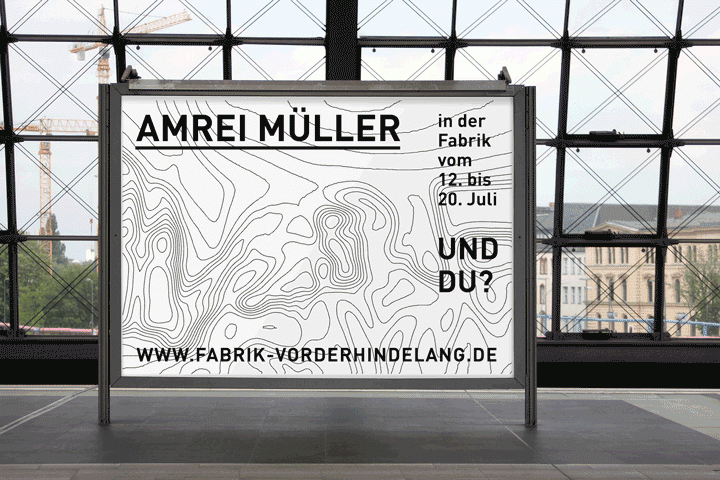 AMREI MÜLLER
in der
Fabrik
vom
12. bis
20. Juli
UND
DU?
WWW.FABRIK-VORDERHINDELANG.DE